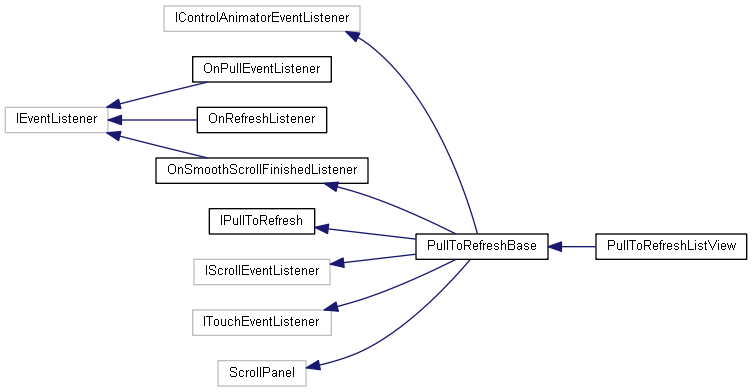 IControlAnimatorEventListener
OnPullEventListener
IEventListener
OnRefreshListener
OnSmoothScrollFinishedListener
IPullToRefresh
PullToRefreshBase
PullToRefreshListView
IScrollEventListener
ITouchEventListener
ScrollPanel